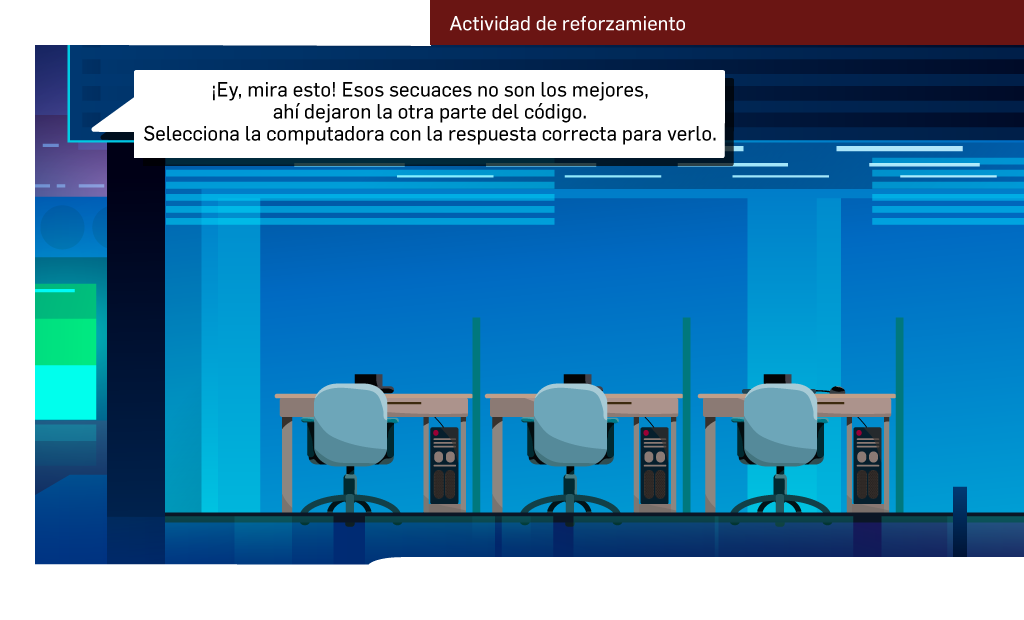 Actividad de reforzamiento
¡Ey, mira esto! Esos secuaces no son los mejores,
ahí dejaron la otra parte del código.
Selecciona la computadora con la respuesta correcta para verlo.